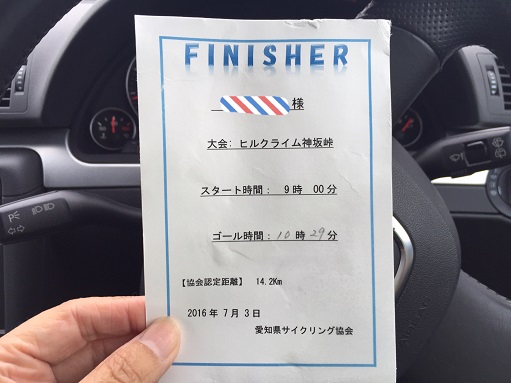 FINISHER
様
大会: ヒルクライム神坂峠
スタート時間: 9時 00分
ゴール時間: 10時29分
【協会認定距離】 14.2Km
2016年 7月 3日
愛知県サイクリング協会